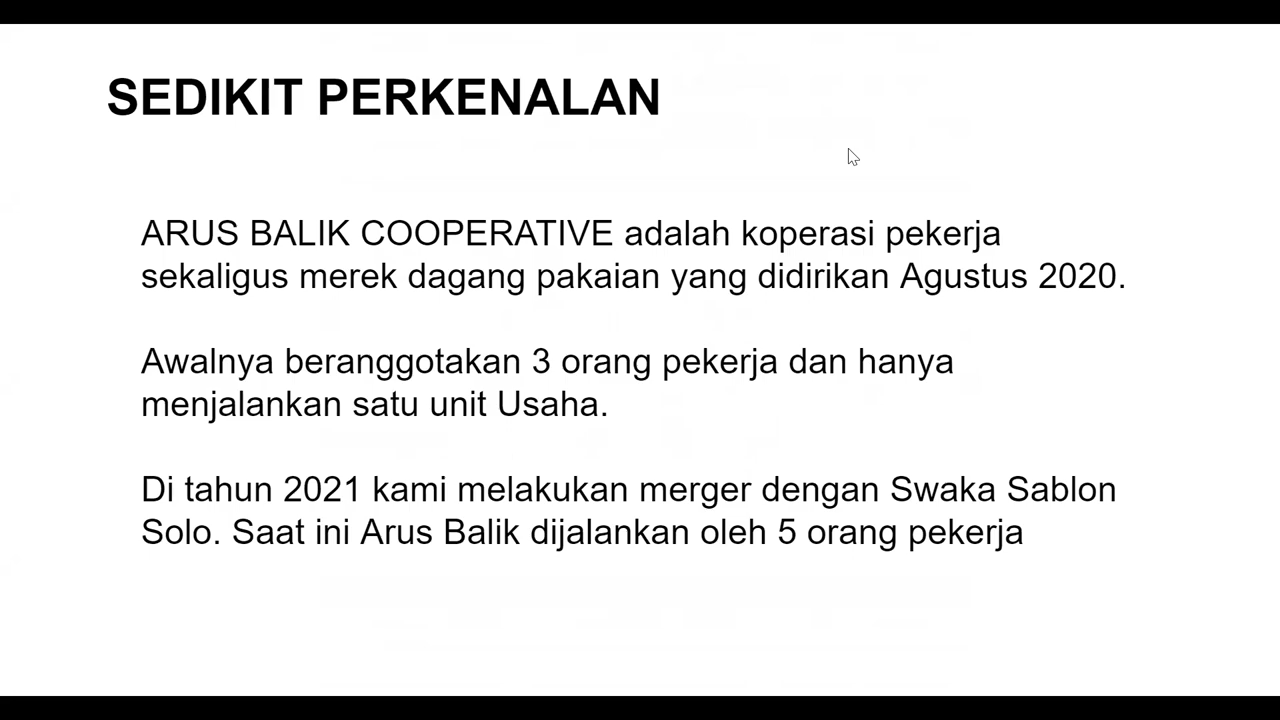 SEDIKIT PERKENALAN
ARUS BALIK COOPERATIVE adalah koperasi pekerja
sekaligus merek dagang pakaian yang didirikan Agustus 2020.
Awalnya beranggotakan 3 orang pekerja dan hanya
menjalankan satu unit Usaha.
Di tahun 2021 kami melakukan merger dengan Swaka Sablon
Solo. Saat ini Arus Balik dijalankan oleh 5 orang pekerja